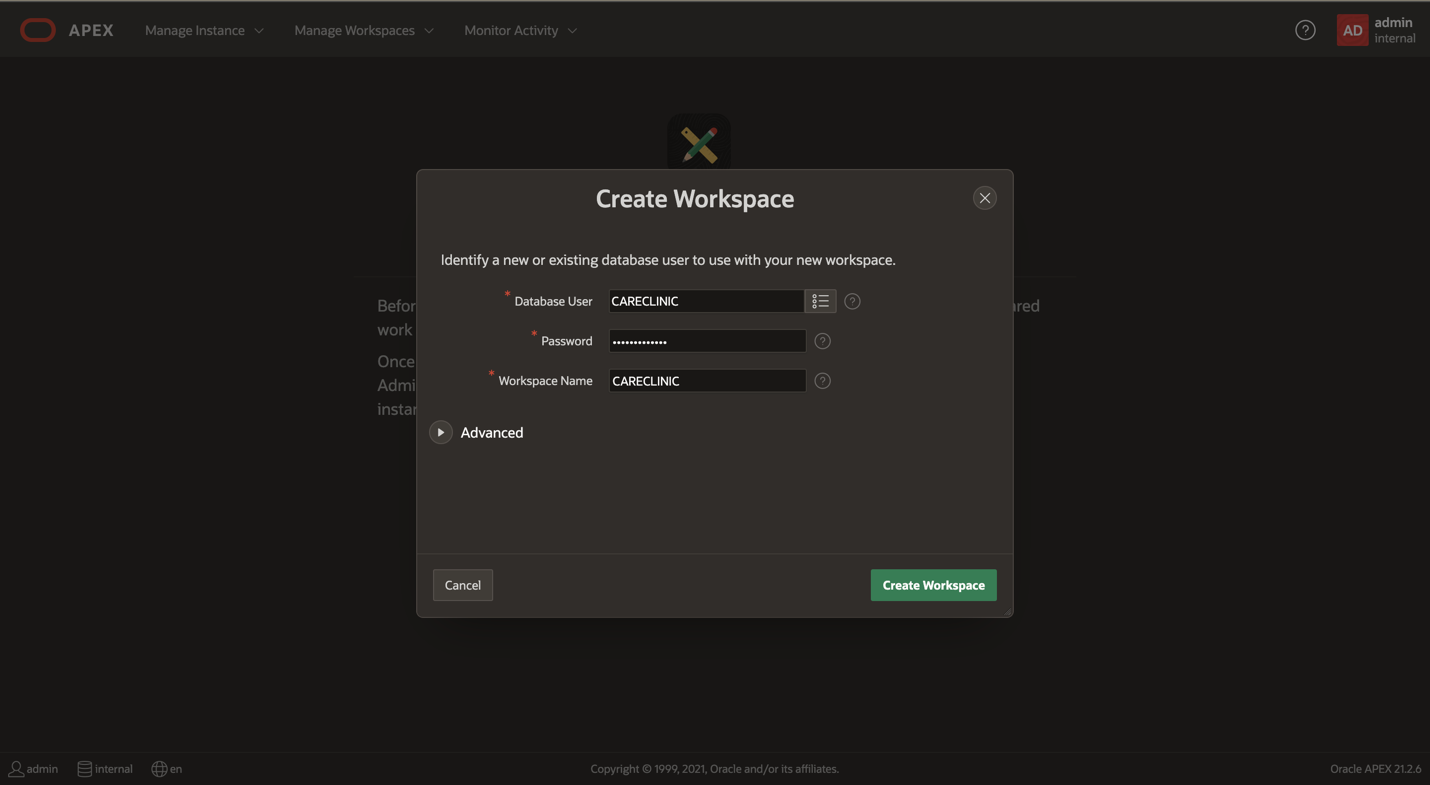 APEX Manage Instance Manage Workspaces Monitor Activity ? AD admin
internal
Create Workspace
Identify a new or existing database user to use with your new workspace.
* Database User CARECLINIC ?
* Password ••••••••••••• ?
* Workspace Name CARECLINIC ?
Befor
ared
work
Once
Admi
instar
Advanced
Cancel Create Workspace
admin internal en Copyright © 1999, 2021, Oracle and/or its affiliates. Oracle APEX 21.2.6